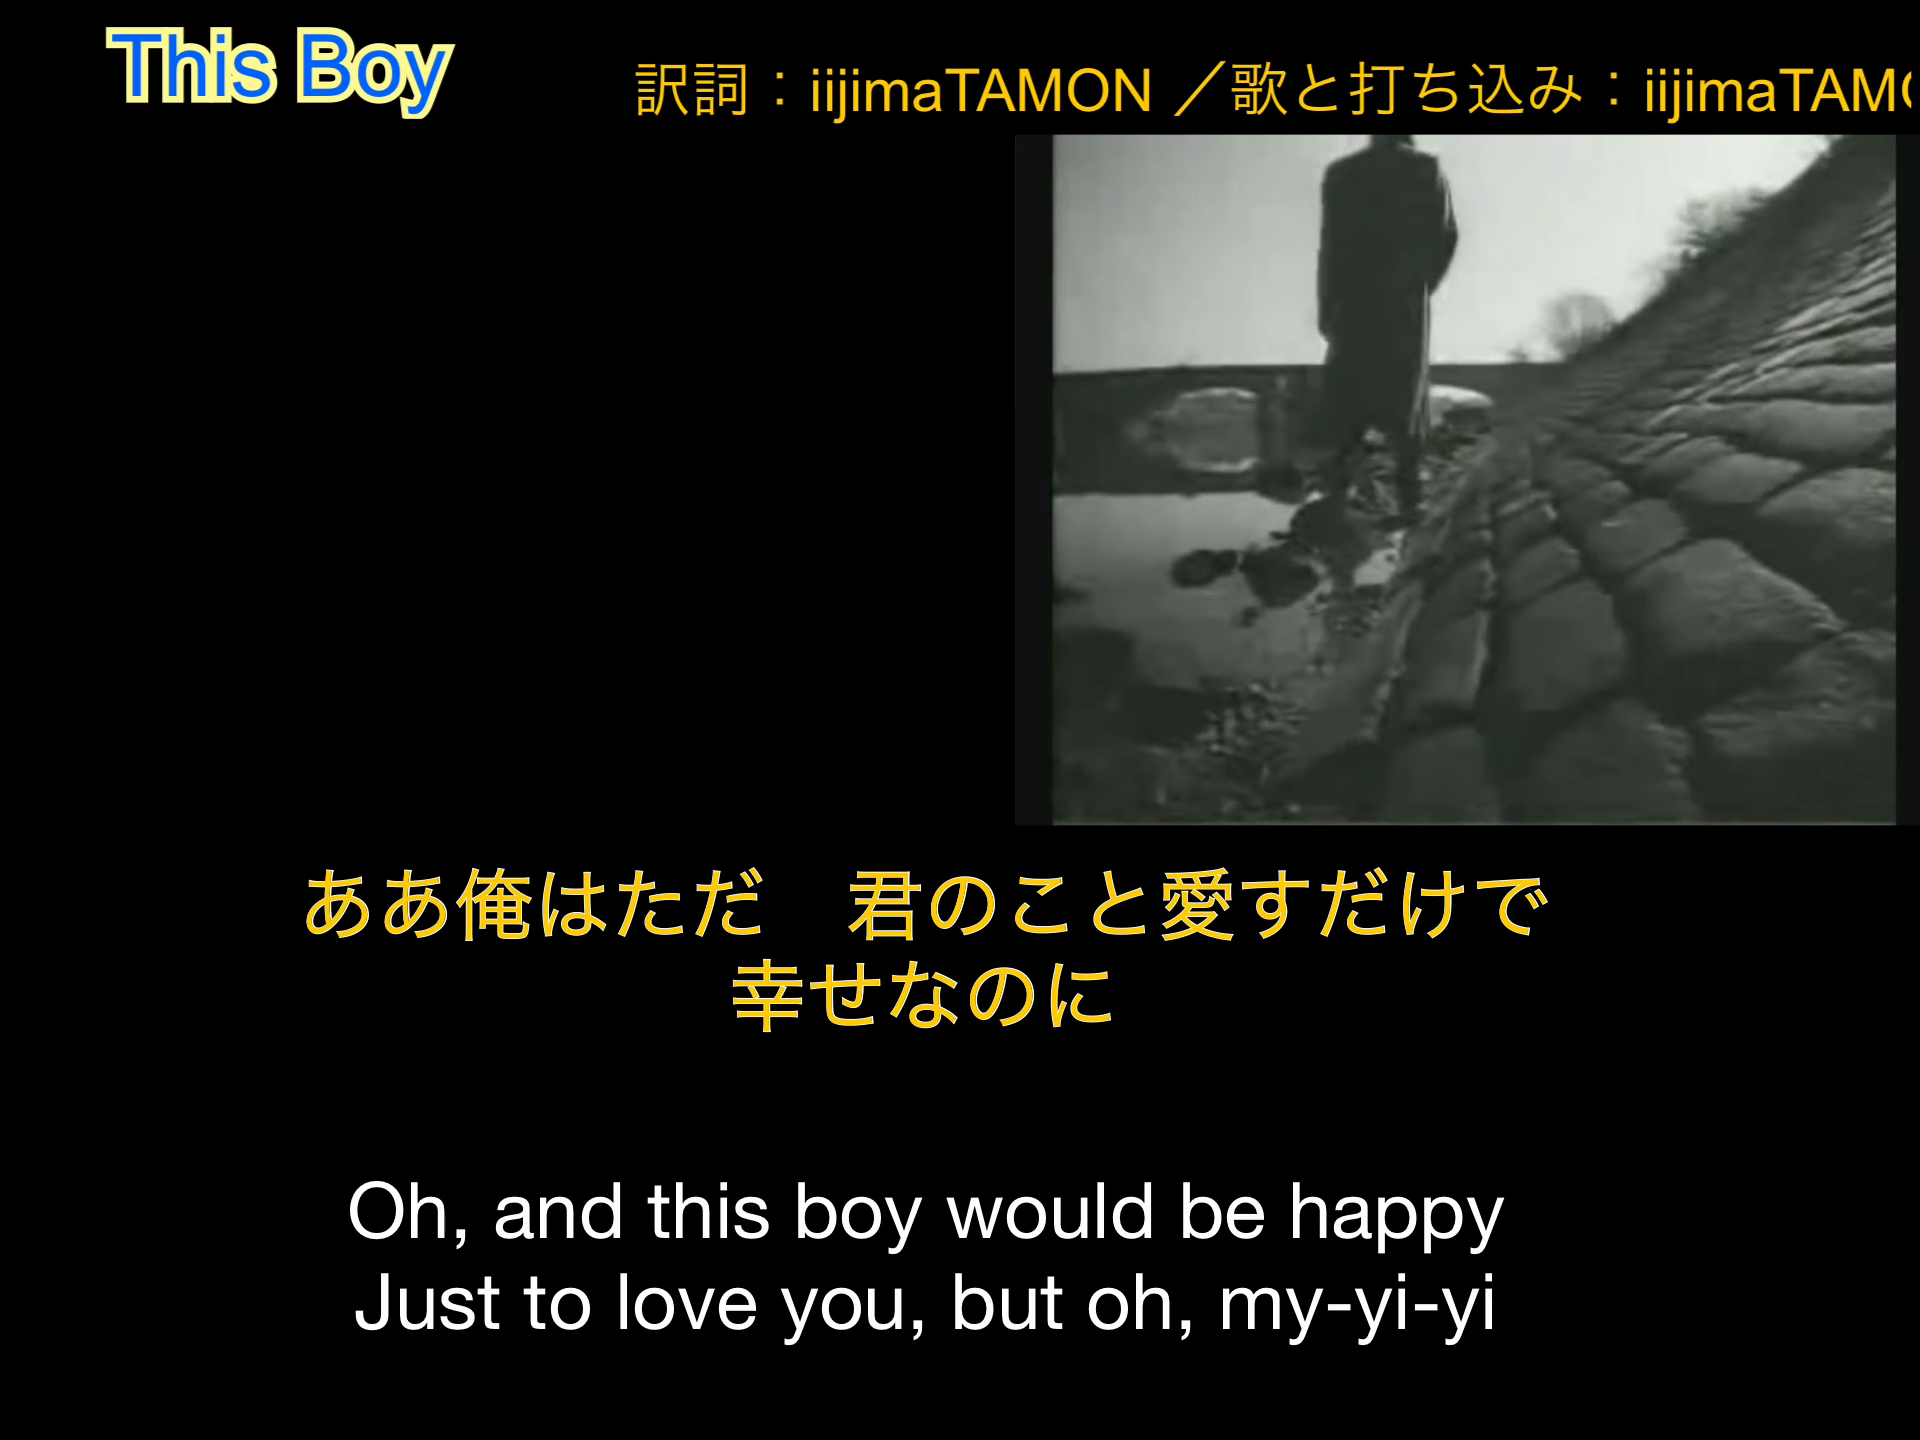 This Boy
訳詞：iijimaTAMON ／歌と打ち込み：iijimaTAMO
ああ俺はただ　君のこと愛すだけで
幸せなのに
Oh, and this boy would be happy
Just to love you, but oh, my-yi-yi